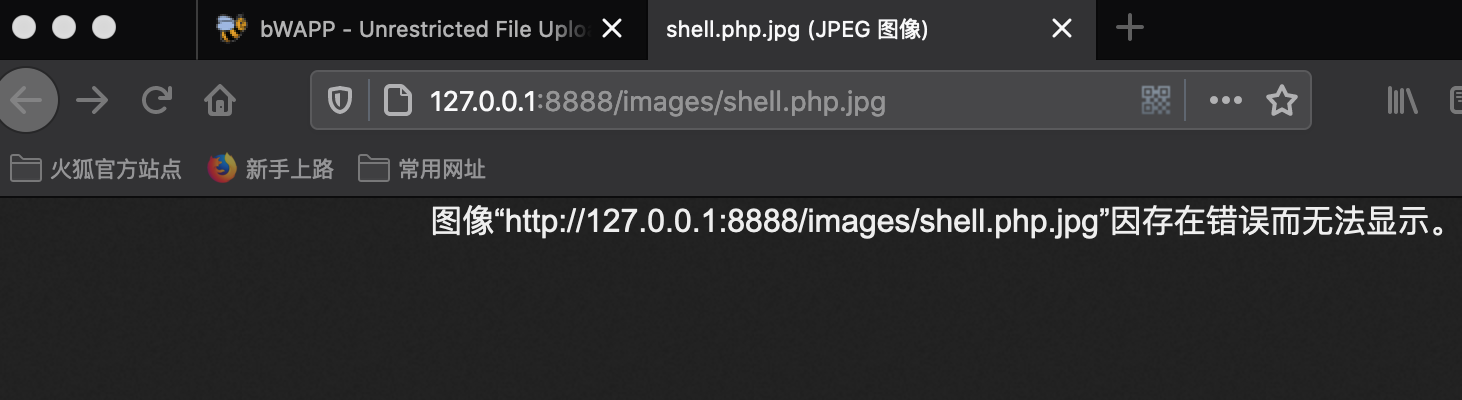 bWAPP - Unrestricted File Uplo
shell.php.jpg (JPEG 图像)
127.0.0.1:8888/images/shell.php.jpg
火狐官方站点 新手上路 常用网址
图像“http://127.0.0.1:8888/images/shell.php.jpg”因存在错误而无法显示。